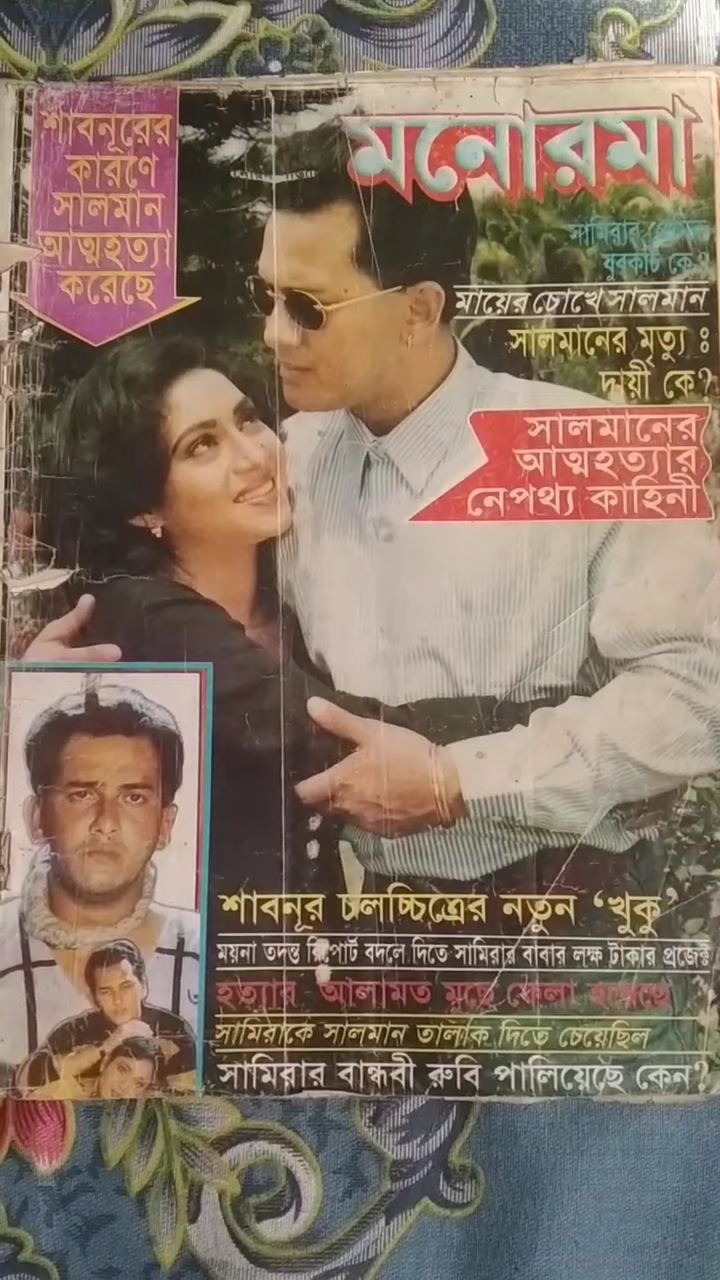 শাবনূরের
কারণে
সালমান
আত্মহত্যা
করেছে
মনোরমা
সামিরার
যুবকটি কে?
মায়ের চোখে সালমান
সালমানের মৃত্যু ঃ
দায়ী কে?
সালমানের
আত্মহত্যার
নেপথ্য কাহিনী
শাবনূর চলচ্চিত্রের নতুন ‘খুকু’
ময়না তদন্ত রিপোর্ট বদলে দিতে সামিরার বাবার লক্ষ টাকার প্রজেক্ট
হত্যার আলামত মুছে ফেলা হয়েছে
সামিরাকে সালমান তালাক দিতে চেয়েছিল
সামিরার বান্ধবী রুবি পালিয়েছে কেন?